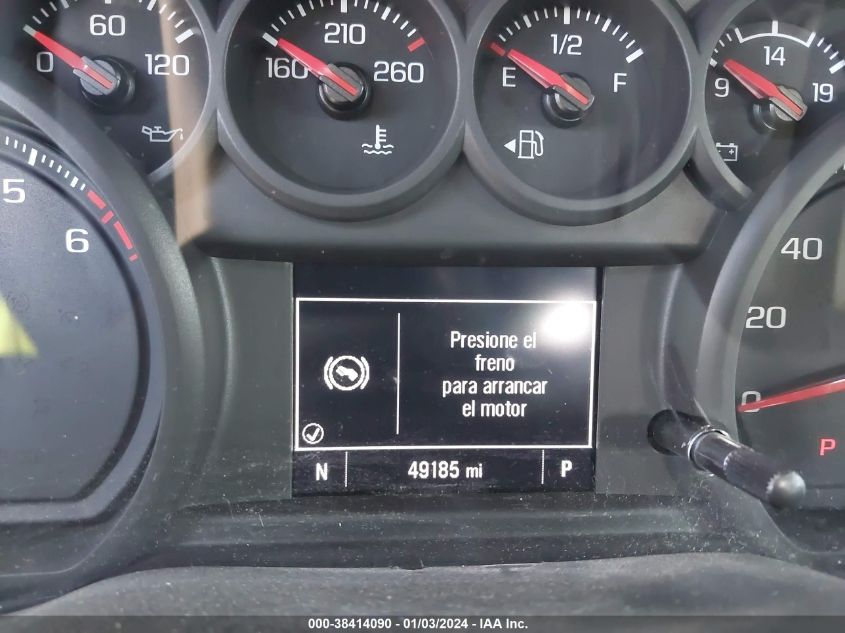 60
0 120
210
160 260
1/2
E F
14
9 19
5
6
40
20
0
P
Presione el
freno
para arrancar
el motor
N 49185 mi P
000-38414090 - 01/03/2024 - IAA Inc.